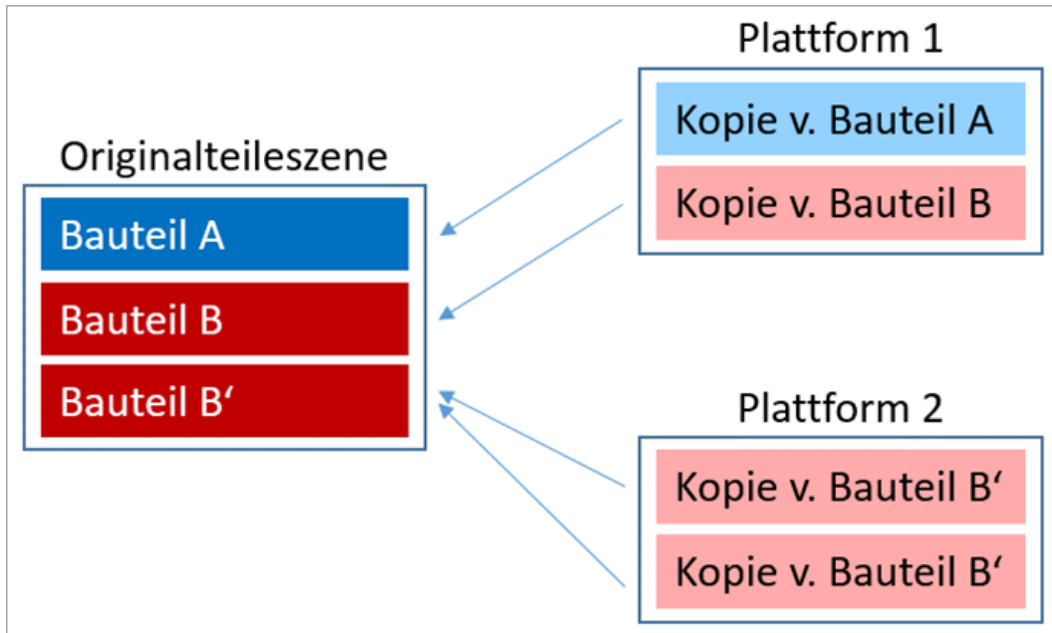 Originalteileszene
Bauteil A
Bauteil B
Bauteil B‘
Plattform 1
Kopie v. Bauteil A
Kopie v. Bauteil B
Plattform 2
Kopie v. Bauteil B‘
Kopie v. Bauteil B‘